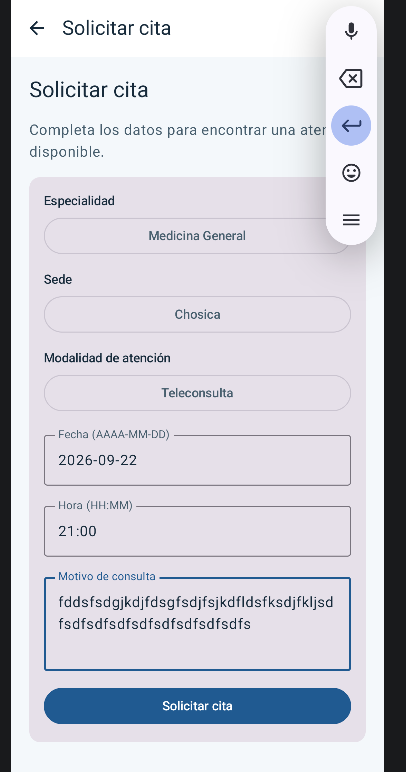 Solicitar cita
Solicitar cita
Completa los datos para encontrar una
disponible.
Especialidad
Medicina General
Sede
Chosica
Modalidad de atención
Teleconsulta
Fecha (AAAA-MM-DD)
2026-09-22
Hora (HH:MM)
21:00
Motivo de consulta
fddsfsdgjkdjfdsgfsdjfsjkdfldsfksdjfkljsd
fsdfsdfsdfsdfsdfsdfsdfsdfs
Solicitar cita